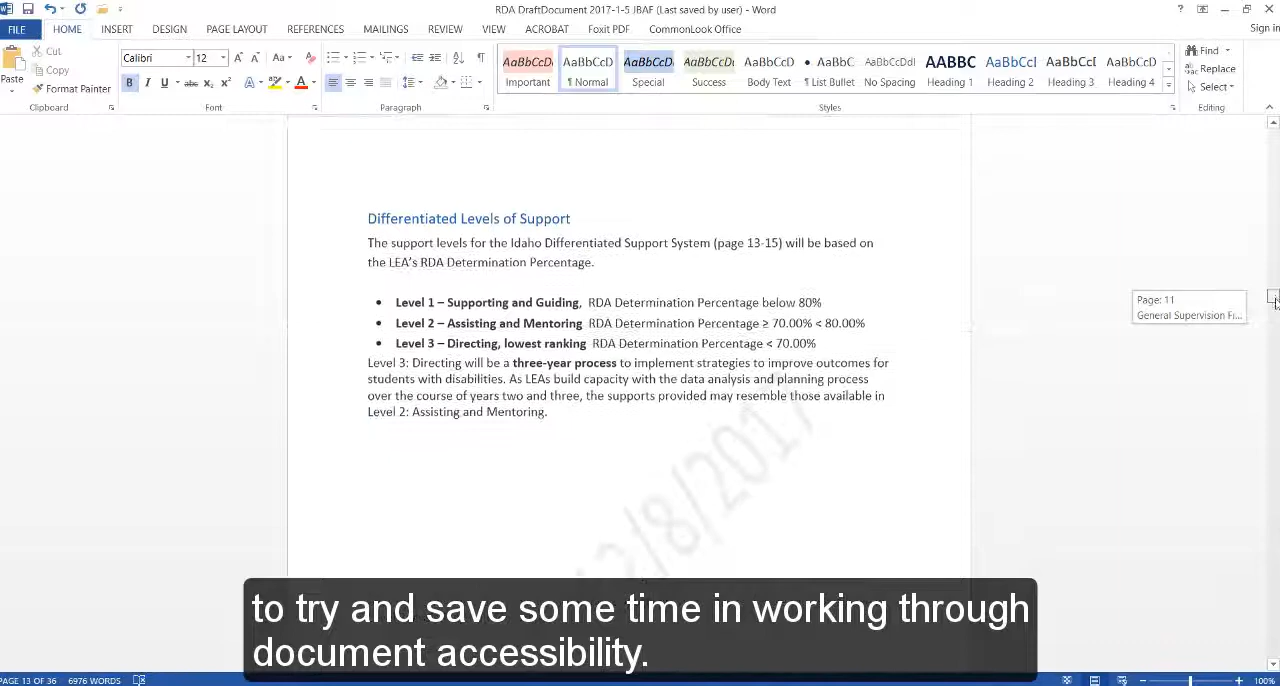 RDA DraftDocument 2017-1-5 JBAF (Last saved by user) - Word
Sign in
FILE HOME INSERT DESIGN PAGE LAYOUT REFERENCES MAILINGS REVIEW VIEW ACROBAT Foxit PDF CommonLook Office
Paste
Cut
Copy
Format Painter
Clipboard
Calibri 12
Font
Paragraph
AaBbCcDc AaBbCcD AaBbCcDd AaBbCcDd AaBbCcD AaBbC AaBbCcDdI AABBC AaBbCcI AaBbCcI AaBbCcD
Important ¶ Normal Special Success Body Text ¶ List Bullet No Spacing Heading 1 Heading 2 Heading 3 Heading 4
Styles
Find
Replace
Select
Editing
Differentiated Levels of Support
The support levels for the Idaho Differentiated Support System (page 13-15) will be based on
the LEA's RDA Determination Percentage.
• Level 1 – Supporting and Guiding, RDA Determination Percentage below 80%
• Level 2 – Assisting and Mentoring RDA Determination Percentage ≥ 70.00% < 80.00%
• Level 3 – Directing, lowest ranking RDA Determination Percentage < 70.00%
Level 3: Directing will be a three-year process to implement strategies to improve outcomes for
students with disabilities. As LEAs build capacity with the data analysis and planning process
over the course of years two and three, the supports provided may resemble those available in
Level 2: Assisting and Mentoring.
Page: 11
General Supervision Fi...
12/8/2017
to try and save some time in working through
document accessibility.
PAGE 13 OF 36 6976 WORDS
100%